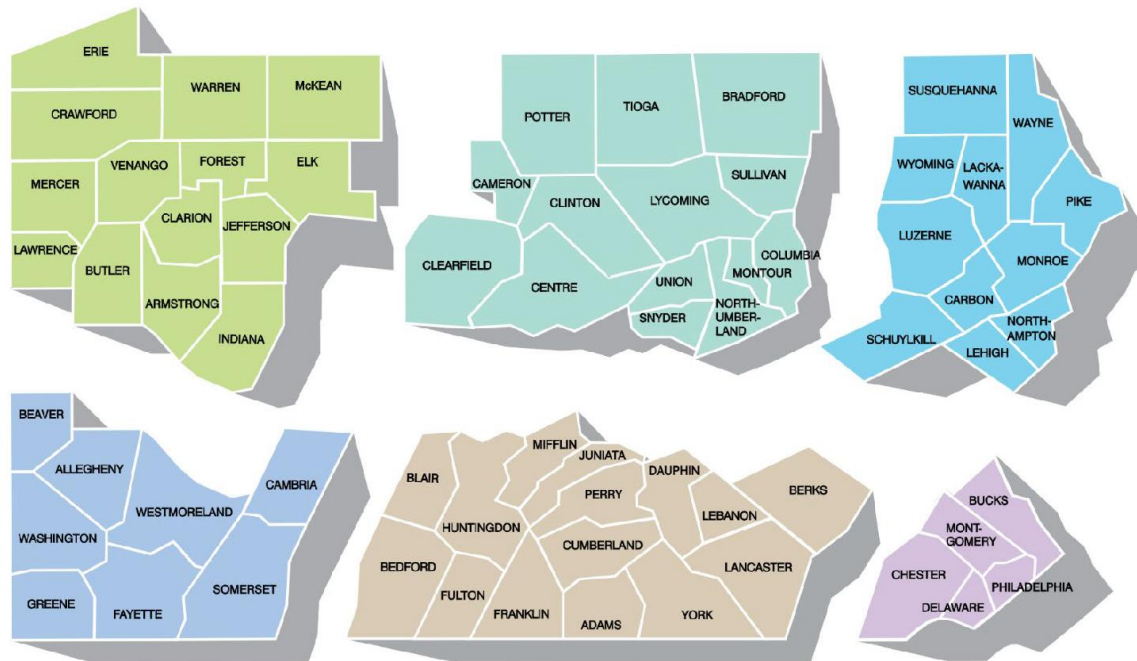 ERIE
WARREN
McKEAN
CRAWFORD
VENANGO
FOREST
ELK
MERCER
CLARION
JEFFERSON
LAWRENCE
BUTLER
ARMSTRONG
INDIANA
POTTER
TIOGA
BRADFORD
CAMERON
CLINTON
LYCOMING
SULLIVAN
CLEARFIELD
CENTRE
UNION
MONTOUR
COLUMBIA
SNYDER
NORTH-
UMBER-
LAND
SUSQUEHANNA
WAYNE
WYOMING
LACKA-
WANNA
PIKE
LUZERNE
MONROE
CARBON
SCHUYLKILL
NORTH-
AMPTON
LEHIGH
BEAVER
ALLEGHENY
CAMBRIA
WESTMORELAND
WASHINGTON
SOMERSET
GREENE
FAYETTE
MIFFLIN
JUNIATA
BLAIR
DAUPHIN
PERRY
BERKS
LEBANON
HUNTINGDON
CUMBERLAND
BEDFORD
LANCASTER
FULTON
FRANKLIN
ADAMS
YORK
BUCKS
MONT-
GOMERY
CHESTER
PHILADELPHIA
DELAWARE